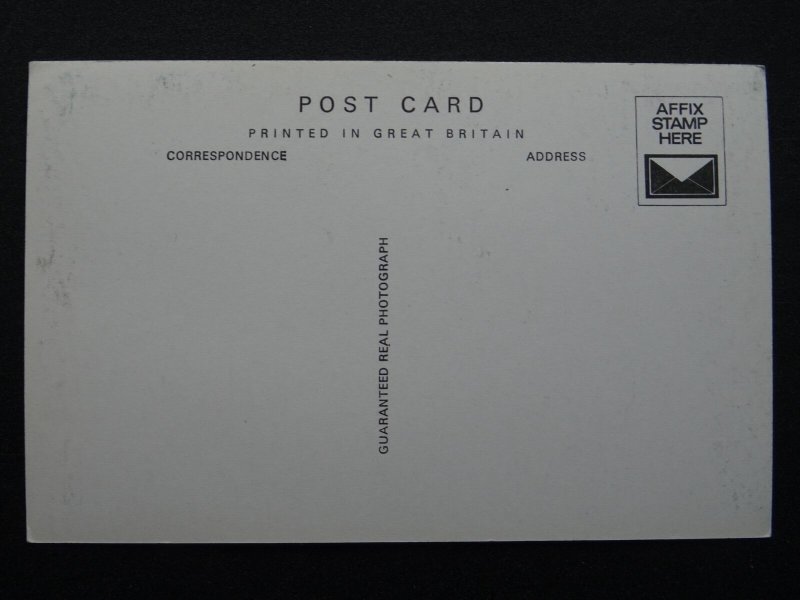 POST CARD
PRINTED IN GREAT BRITAIN
CORRESPONDENCE
ADDRESS
AFFIX
STAMP
HERE
GUARANTEED REAL PHOTOGRAPH